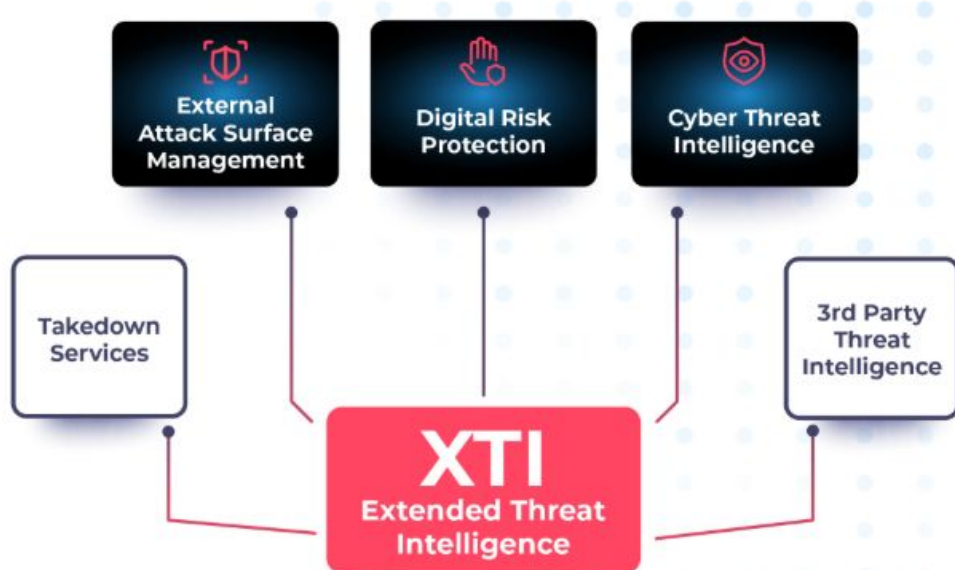 External
Attack Surface
Management
Digital Risk
Protection
Cyber Threat
Intelligence
Takedown
Services
3rd Party
Threat
Intelligence
XTI
Extended Threat
Intelligence